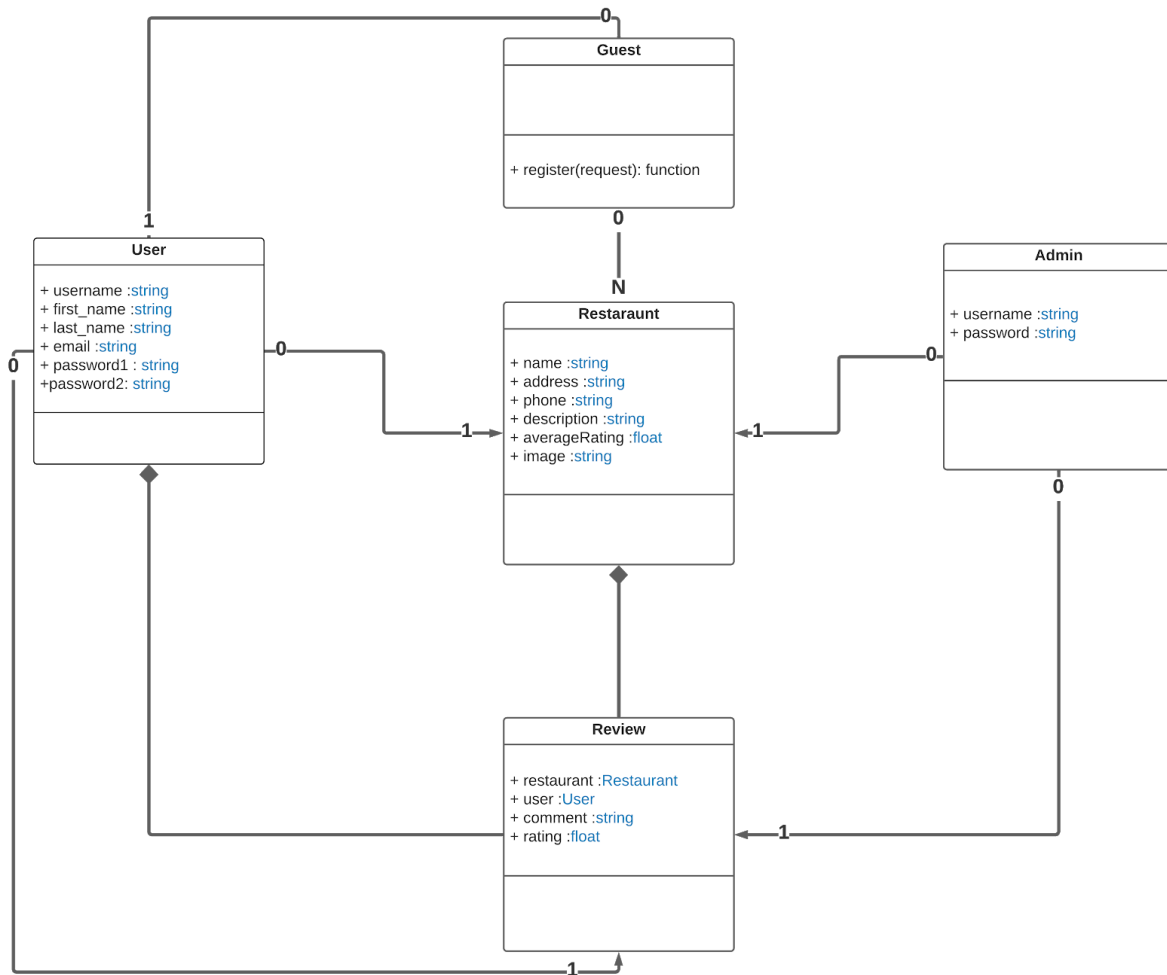 0
Guest
+ register(request): function
0
1
User
+ username :string
+ first_name :string
+ last_name :string
+ email :string
+ password1 : string
+password2: string
0
0
1
N
Restaraunt
+ name :string
+ address :string
+ phone :string
+ description :string
+ averageRating :float
+ image :string
Admin
+ username :string
+ password :string
0
1
0
Review
+ restaurant :Restaurant
+ user :User
+ comment :string
+ rating :float
1
1